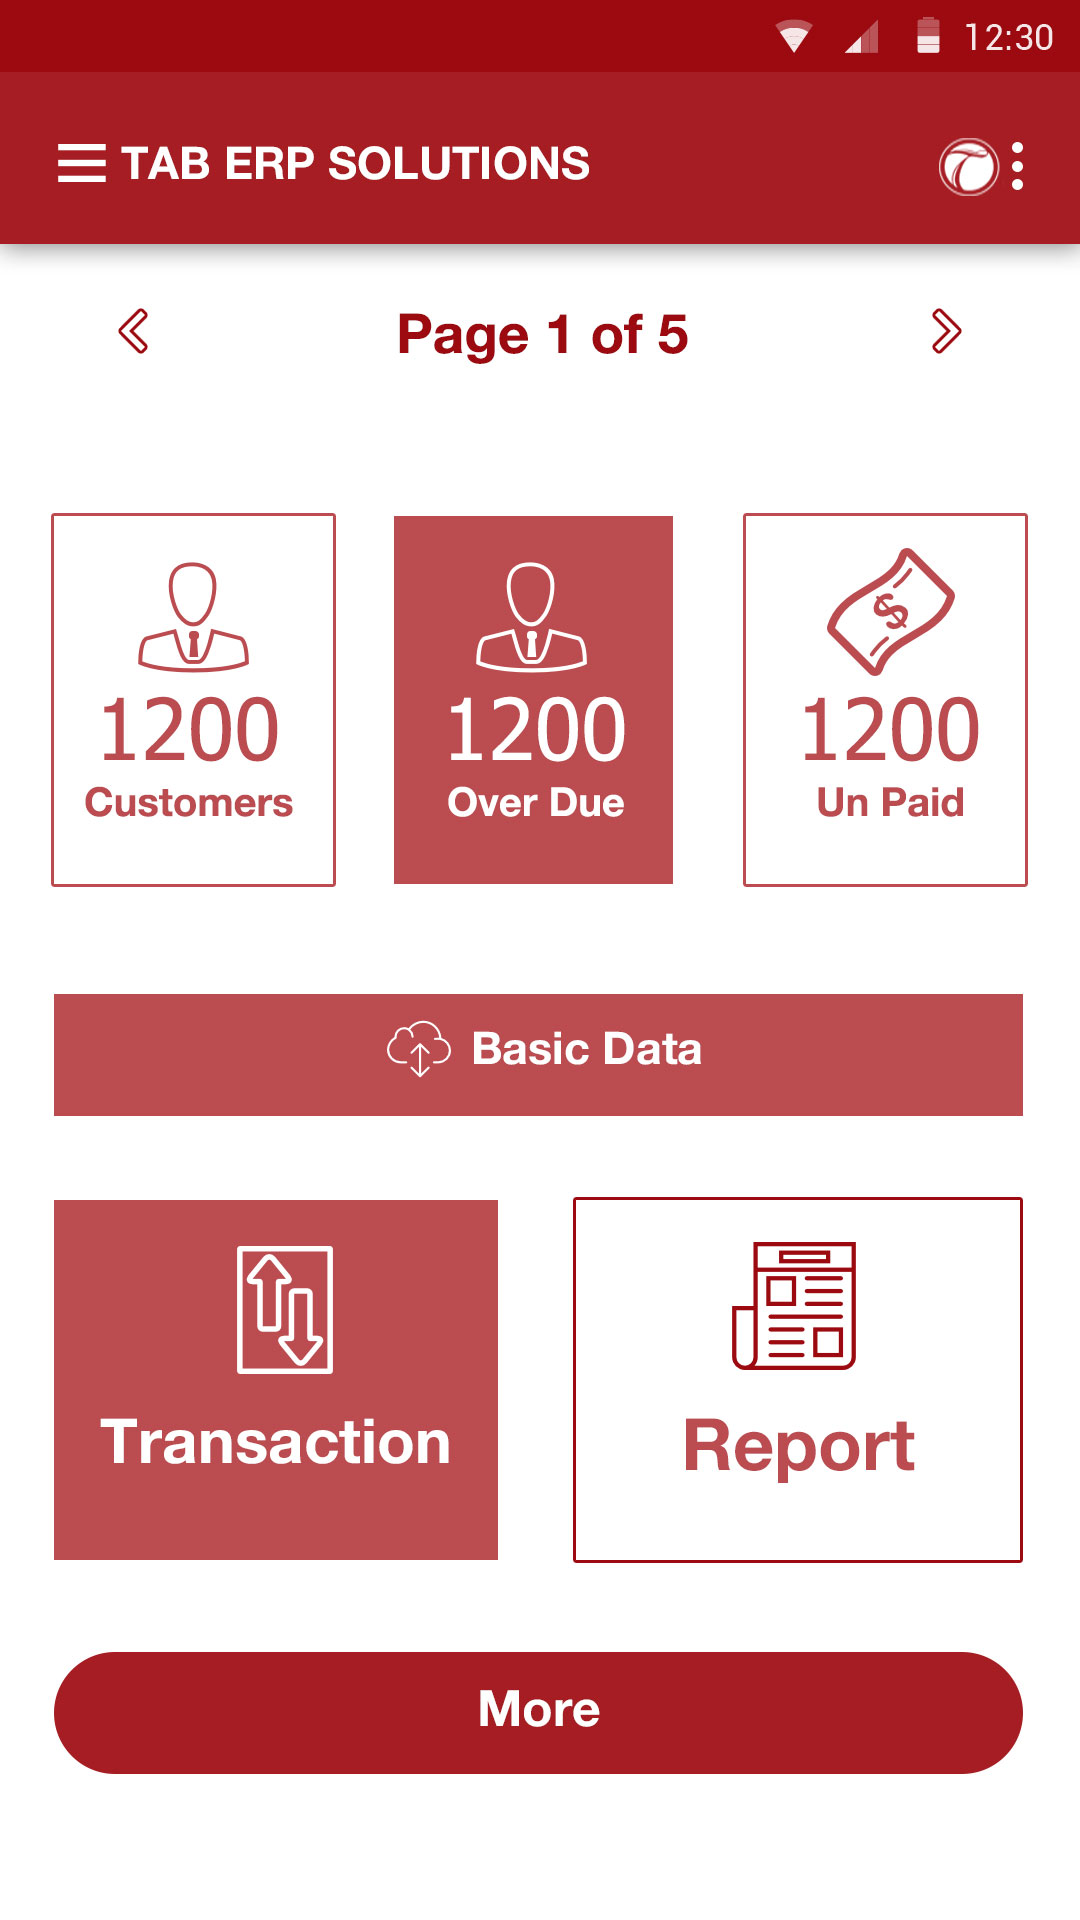 12:30
TAB ERP SOLUTIONS
Page 1 of 5
1200
Customers
1200
Over Due
$
1200
Un Paid
Basic Data
Transaction
Report
More